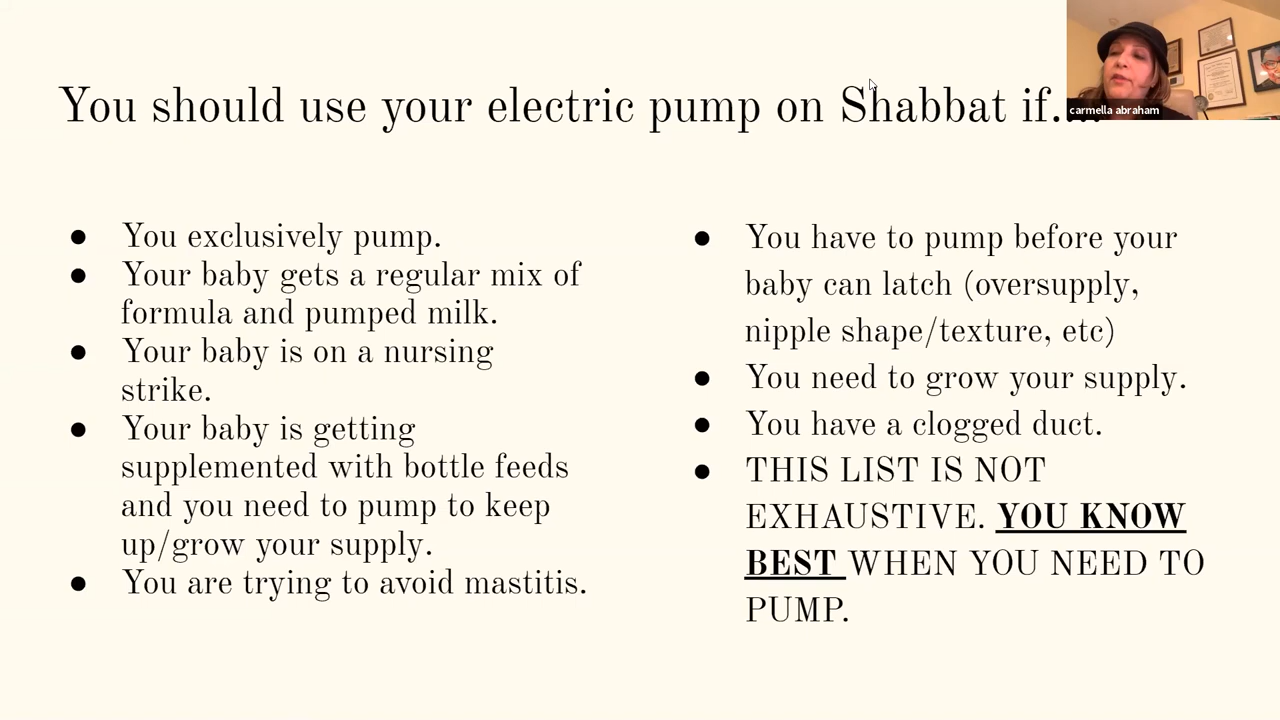 You should use your electric pump on Shabbat if....
carmella abraham
● You exclusively pump.
● Your baby gets a regular mix of
formula and pumped milk.
● Your baby is on a nursing
strike.
● Your baby is getting
supplemented with bottle feeds
and you need to pump to keep
up/grow your supply.
● You are trying to avoid mastitis.
● You have to pump before your
baby can latch (oversupply,
nipple shape/texture, etc)
● You need to grow your supply.
● You have a clogged duct.
● THIS LIST IS NOT
EXHAUSTIVE. YOU KNOW
BEST WHEN YOU NEED TO
PUMP.